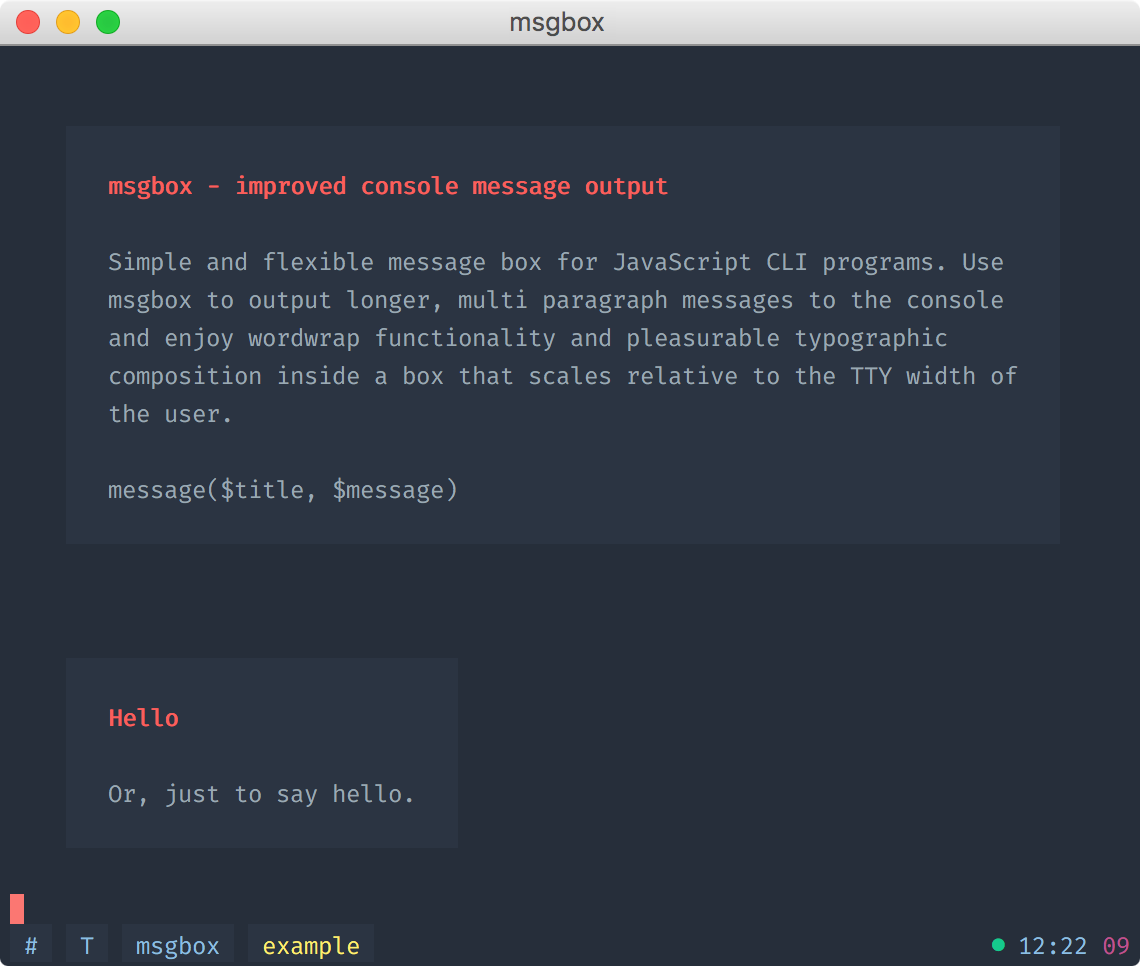 msgbox
msgbox - improved console message output
Simple and flexible message box for JavaScript CLI programs. Use
msgbox to output longer, multi paragraph messages to the console
and enjoy wordwrap functionality and pleasurable typographic
composition inside a box that scales relative to the TTY width of
the user.
message($title, $message)
Hello
Or, just to say hello.
# T msgbox example 12:22 09